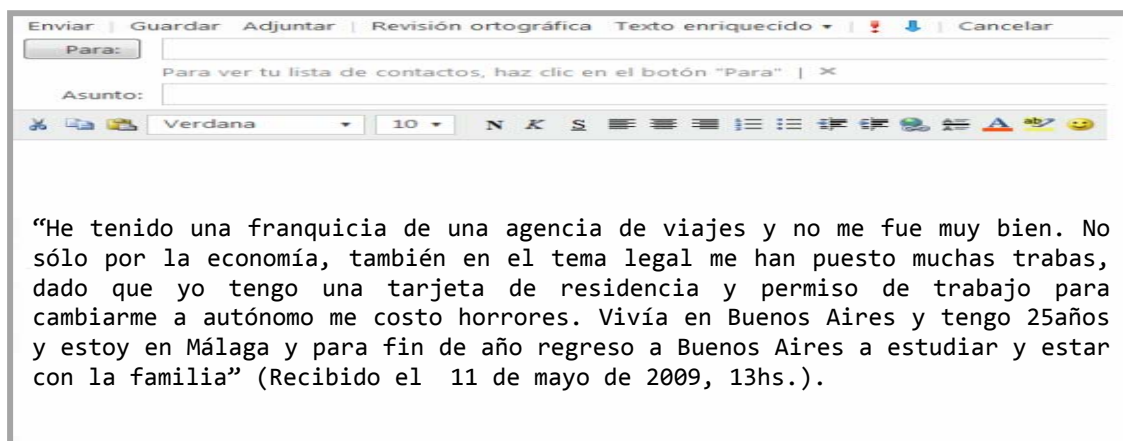 Enviar | Guardar Adjuntar | Revisión ortográfica Texto enriquecido | Cancelar
Para:
Para ver tu lista de contactos, haz clic en el botón "Para" | ✕
Asunto:
Verdana 10 N K S
“He tenido una franquicia de una agencia de viajes y no me fue muy bien. No
sólo por la economía, también en el tema legal me han puesto muchas trabas,
dado que yo tengo una tarjeta de residencia y permiso de trabajo para
cambiarme a autónomo me costo horrores. Vivía en Buenos Aires y tengo 25años
y estoy en Málaga y para fin de año regreso a Buenos Aires a estudiar y estar
con la familia” (Recibido el 11 de mayo de 2009, 13hs.).